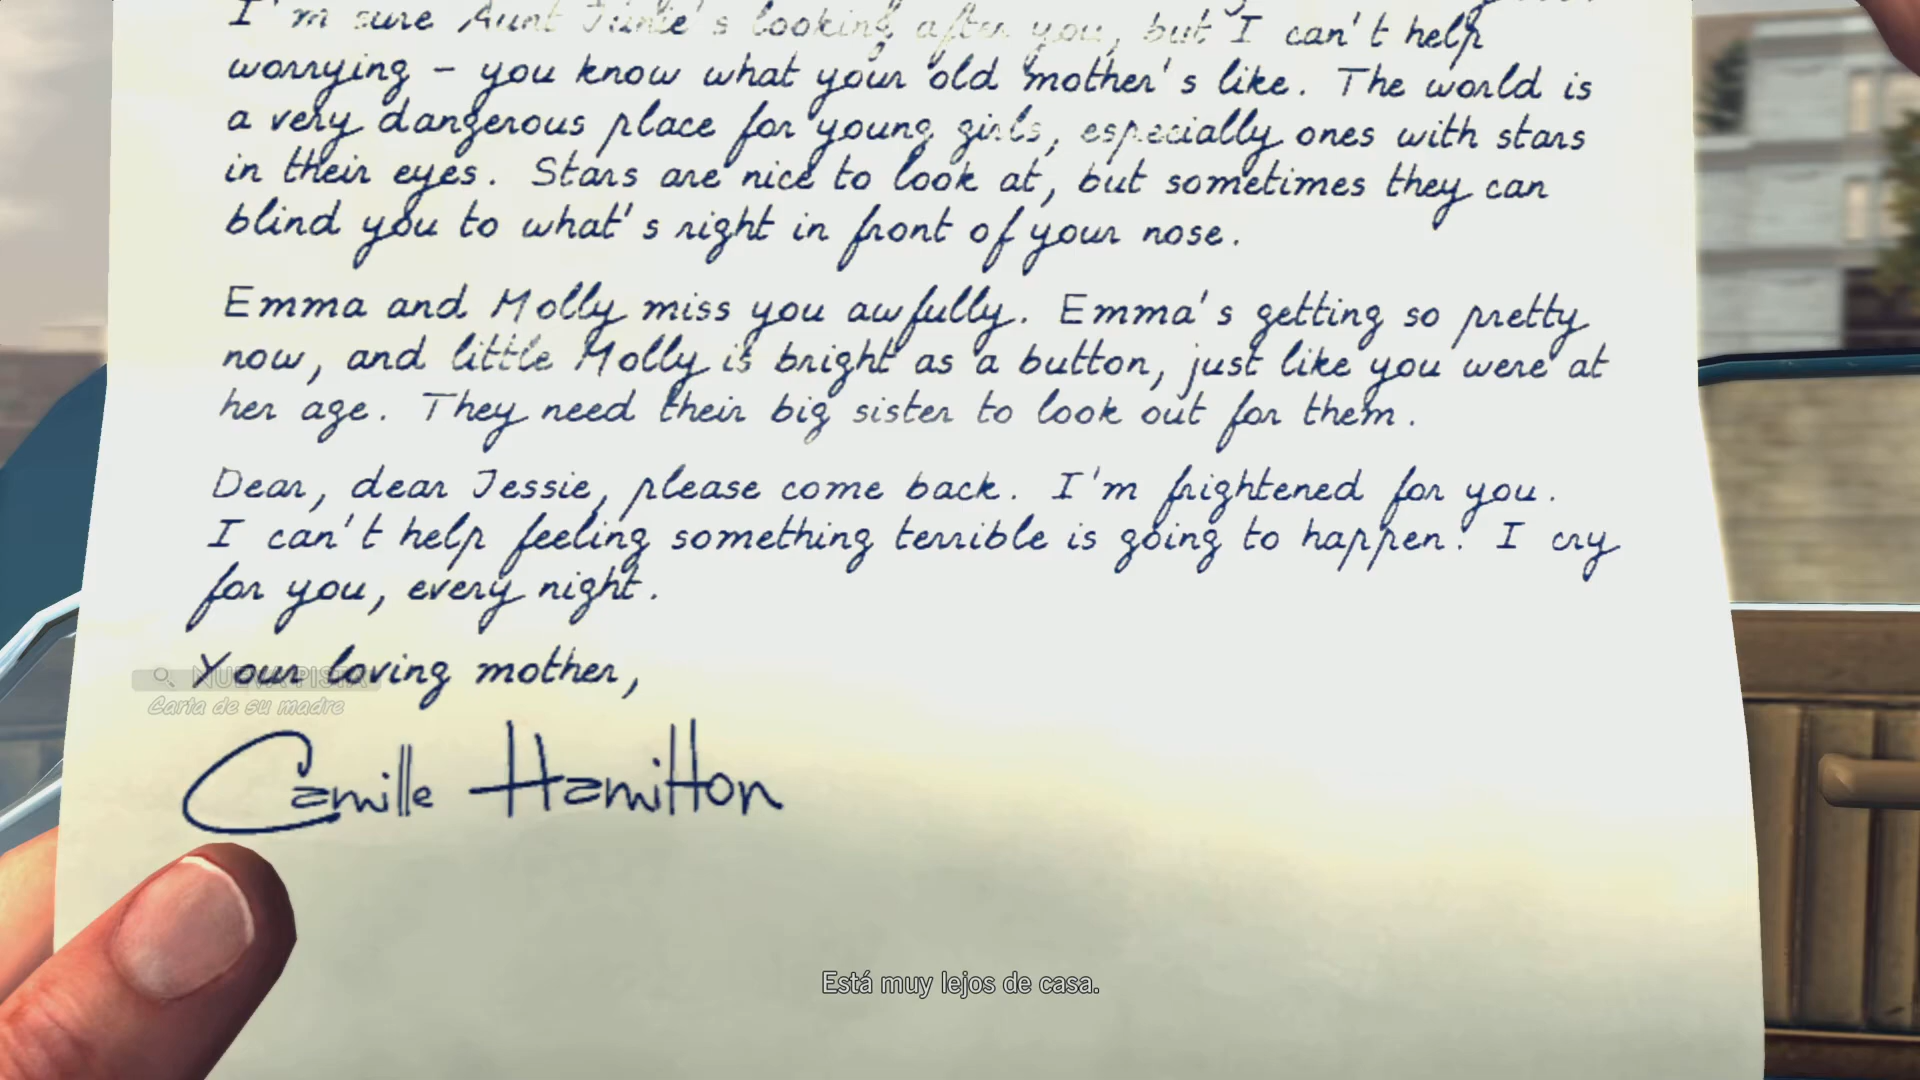 I'm sure Aunt Junie's looking after you, but I can't help
worrying – you know what your old mother's like. The world is
a very dangerous place for young girls, especially ones with stars
in their eyes. Stars are nice to look at, but sometimes they can
blind you to what's right in front of your nose.
Emma and Molly miss you awfully. Emma's getting so pretty
now, and little Molly is bright as a button, just like you were at
her age. They need their big sister to look out for them.
Dear, dear Jessie, please come back. I'm frightened for you.
I can't help feeling something terrible is going to happen. I cry
for you, every night.
Your loving mother,
NUEVA PISTA
Carta de su madre
Camille Hamilton
Está muy lejos de casa.